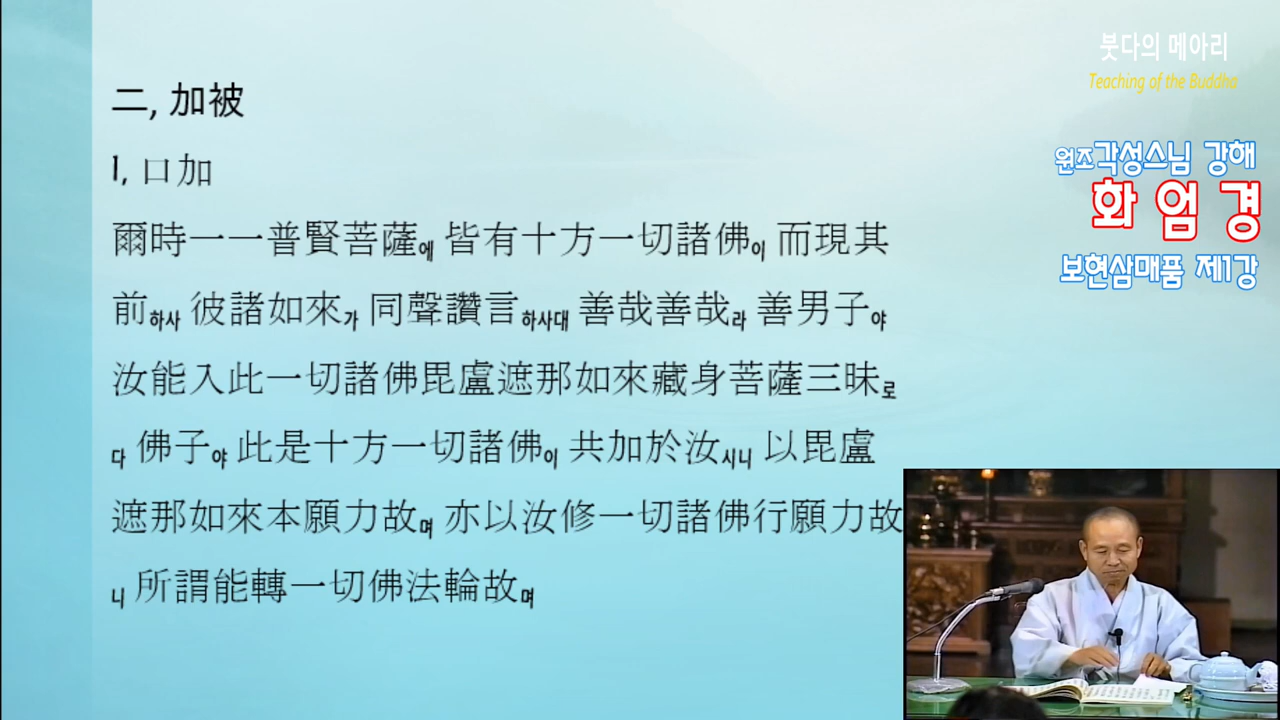 二, 加被
1, 口加
爾時一一普賢菩薩에 皆有十方一切諸佛이 而現其
前하사 彼諸如來가 同聲讚言하사대 善哉善哉라 善男子야
汝能入此一切諸佛毘盧遮那如來藏身菩薩三昧로
다 佛子야 此是十方一切諸佛이 共加於汝시니 以毘盧
遮那如來本願力故며 亦以汝修一切諸佛行願力故
니 所謂能轉一切佛法輪故며
붓다의 메아리
Teaching of the Buddha
원조각성스님 강해
화엄경
보현삼매품 제1강